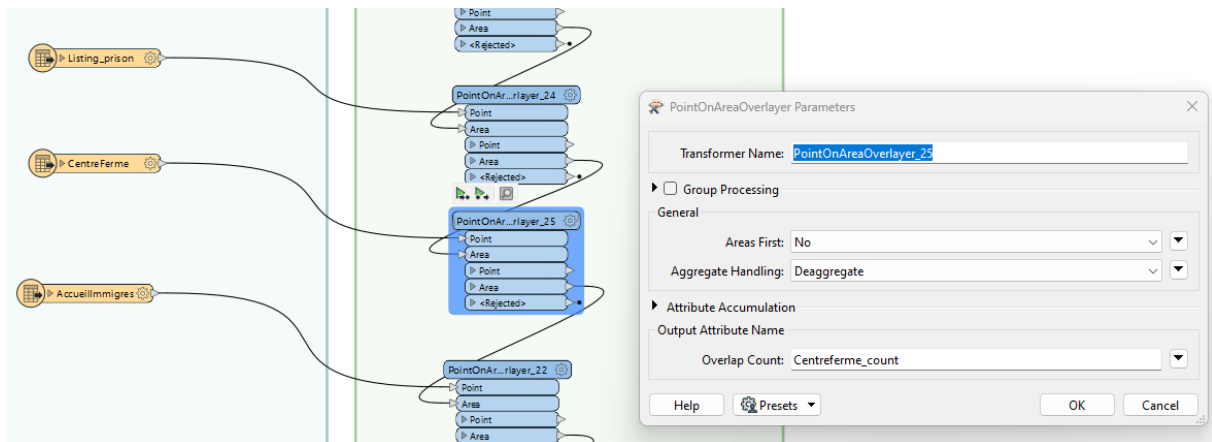 Point
Area
<Rejected>
Listing_prison
PointOnAr...rlayer_24
Point
Area
Point
Area
<Rejected>
CentreFerme
PointOnAr...rlayer_25
Point
Area
Point
Area
<Rejected>
AccueilImmigres
PointOnAr...rlayer_22
Point
Area
Point
Area
PointOnAreaOverlayer Parameters
Transformer Name: PointOnAreaOverlayer_25
Group Processing
General
Areas First: No
Aggregate Handling: Deaggregate
Attribute Accumulation
Output Attribute Name
Overlap Count: Centreferme_count
Help Presets OK Cancel